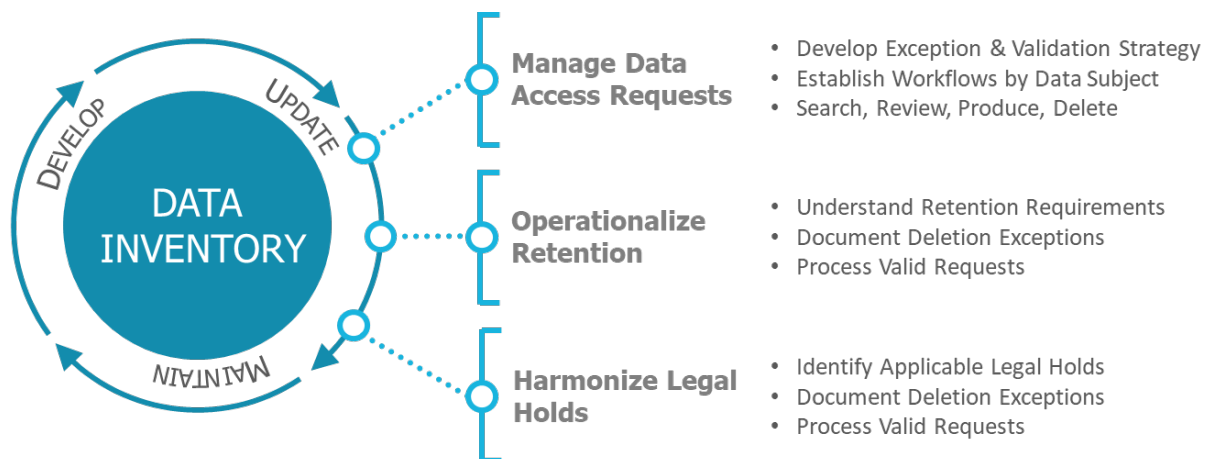 DEVELOP
UPDATE
MAINTAIN
DATA
INVENTORY
Manage Data
Access Requests
• Develop Exception & Validation Strategy
• Establish Workflows by Data Subject
• Search, Review, Produce, Delete
Operationalize
Retention
• Understand Retention Requirements
• Document Deletion Exceptions
• Process Valid Requests
Harmonize Legal
Holds
• Identify Applicable Legal Holds
• Document Deletion Exceptions
• Process Valid Requests